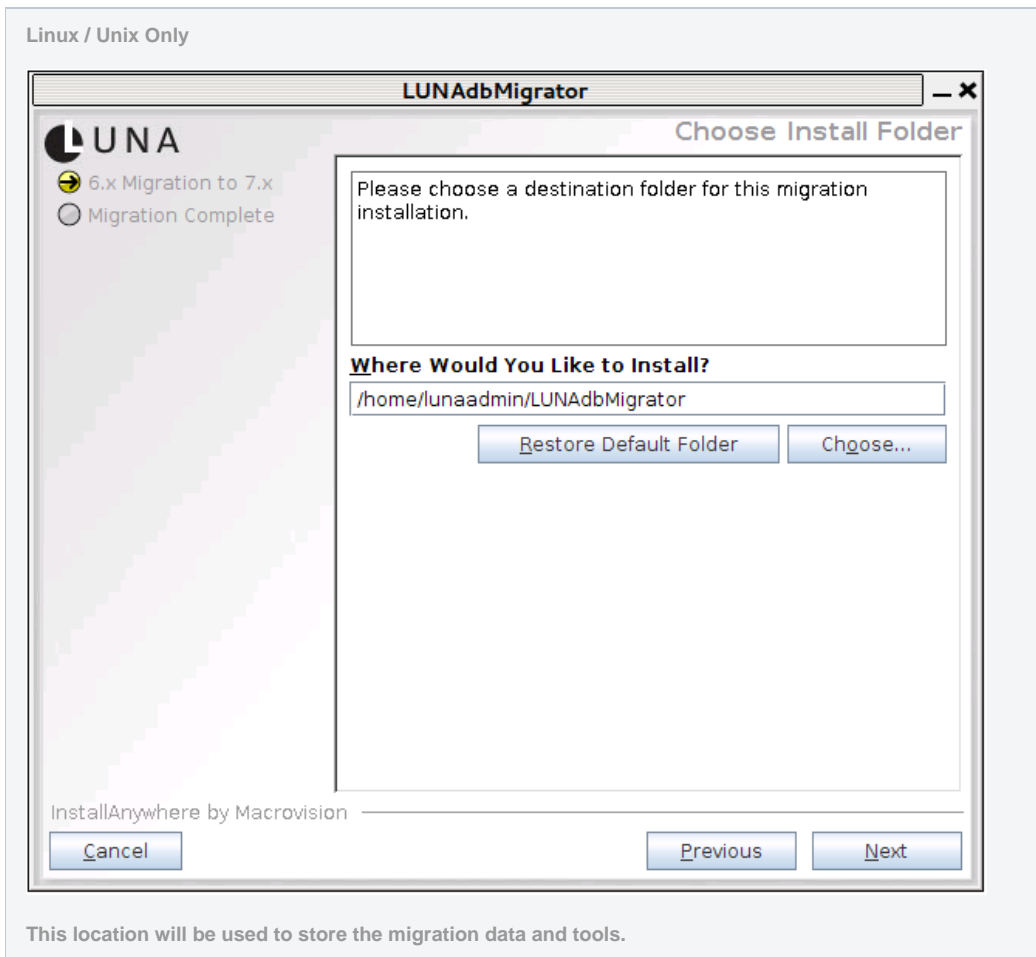 Linux / Unix Only
LUNAdbMigrator
LUNA
Choose Install Folder
6.x Migration to 7.x
Migration Complete
Please choose a destination folder for this migration
installation.
Where Would You Like to Install?
/home/lunaadmin/LUNAdbMigrator
Restore Default Folder
Choose...
InstallAnywhere by Macrovision
Cancel
Previous
Next
This location will be used to store the migration data and tools.